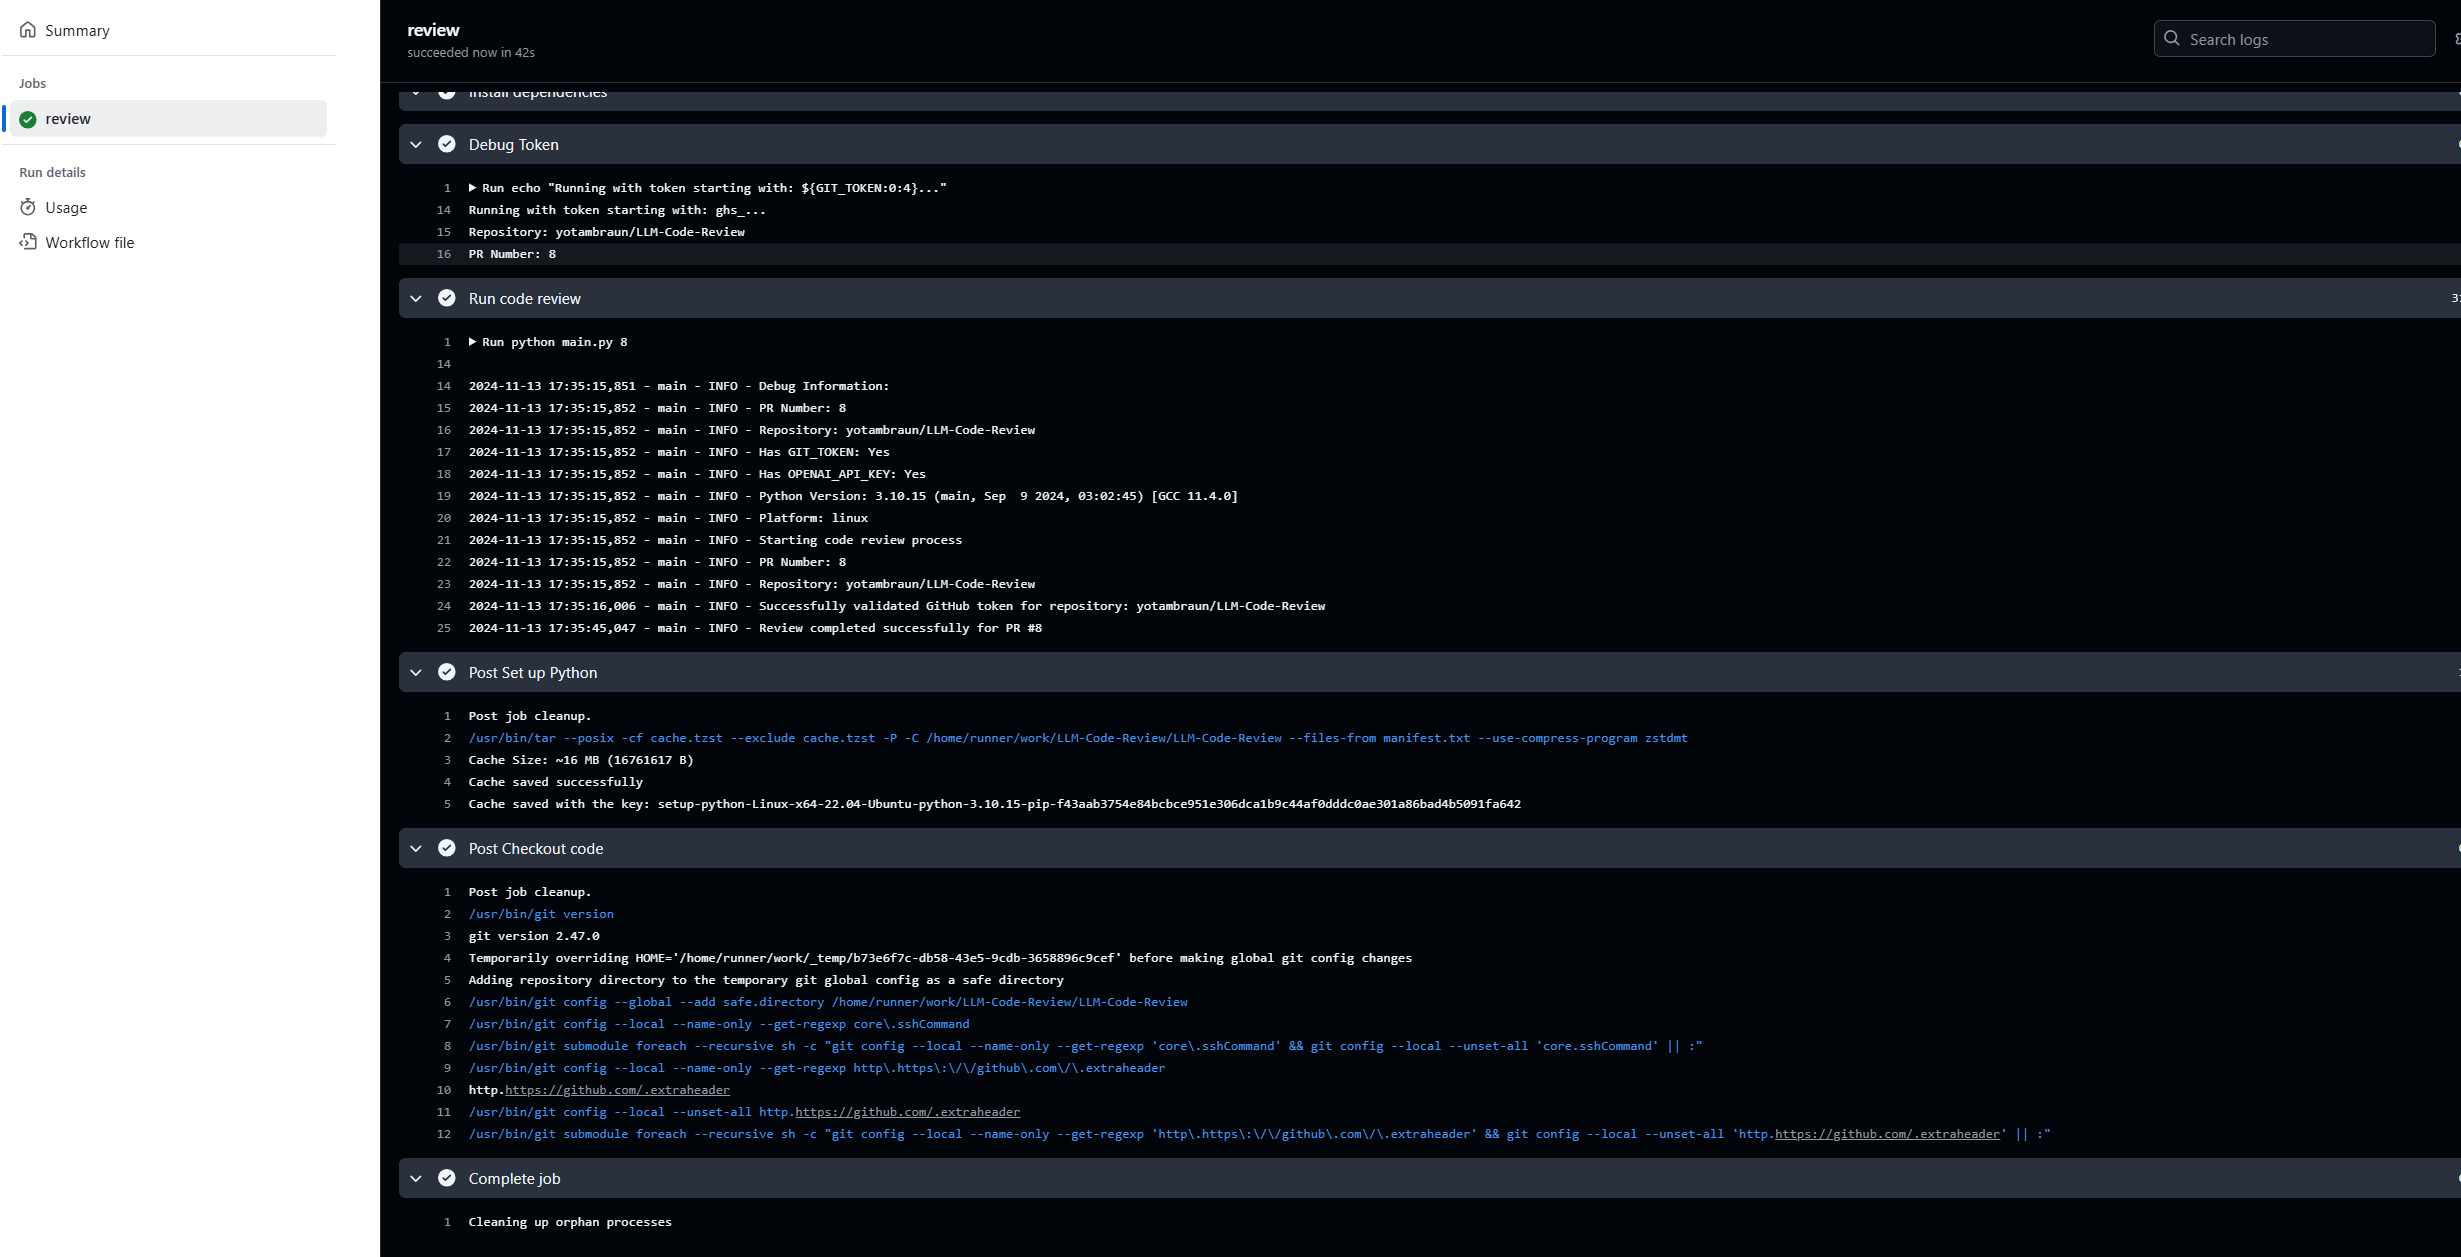 Summary
Jobs
review
Run details
Usage
Workflow file
review
succeeded now in 42s
Search logs
Install dependencies
Debug Token
1 Run echo "Running with token starting with: ${GIT_TOKEN:0:4}..."
14 Running with token starting with: ghs_...
15 Repository: yotambraun/LLM-Code-Review
16 PR Number: 8
Run code review
1 Run python main.py 8
14
14 2024-11-13 17:35:15,851 - main - INFO - Debug Information:
15 2024-11-13 17:35:15,852 - main - INFO - PR Number: 8
16 2024-11-13 17:35:15,852 - main - INFO - Repository: yotambraun/LLM-Code-Review
17 2024-11-13 17:35:15,852 - main - INFO - Has GIT_TOKEN: Yes
18 2024-11-13 17:35:15,852 - main - INFO - Has OPENAI_API_KEY: Yes
19 2024-11-13 17:35:15,852 - main - INFO - Python Version: 3.10.15 (main, Sep  9 2024, 03:02:45) [GCC 11.4.0]
20 2024-11-13 17:35:15,852 - main - INFO - Platform: linux
21 2024-11-13 17:35:15,852 - main - INFO - Starting code review process
22 2024-11-13 17:35:15,852 - main - INFO - PR Number: 8
23 2024-11-13 17:35:15,852 - main - INFO - Repository: yotambraun/LLM-Code-Review
24 2024-11-13 17:35:16,006 - main - INFO - Successfully validated GitHub token for repository: yotambraun/LLM-Code-Review
25 2024-11-13 17:35:45,047 - main - INFO - Review completed successfully for PR #8
Post Set up Python
1 Post job cleanup.
2 /usr/bin/tar --posix -cf cache.tzst --exclude cache.tzst -P -C /home/runner/work/LLM-Code-Review/LLM-Code-Review --files-from manifest.txt --use-compress-program zstdmt
3 Cache Size: ~16 MB (16761617 B)
4 Cache saved successfully
5 Cache saved with the key: setup-python-Linux-x64-22.04-Ubuntu-python-3.10.15-pip-f43aab3754e84bcbce951e306dca1b9c44af0dddc0ae301a86bad4b5091fa642
Post Checkout code
1 Post job cleanup.
2 /usr/bin/git version
3 git version 2.47.0
4 Temporarily overriding HOME='/home/runner/work/_temp/b73e6f7c-db58-43e5-9cdb-3658896c9cef' before making global git config changes
5 Adding repository directory to the temporary git global config as a safe directory
6 /usr/bin/git config --global --add safe.directory /home/runner/work/LLM-Code-Review/LLM-Code-Review
7 /usr/bin/git config --local --name-only --get-regexp core\.sshCommand
8 /usr/bin/git submodule foreach --recursive sh -c "git config --local --name-only --get-regexp 'core\.sshCommand' && git config --local --unset-all 'core.sshCommand' || :"
9 /usr/bin/git config --local --name-only --get-regexp http\.https\:\/\/github\.com\/\.extraheader
10 http.https://github.com/.extraheader
11 /usr/bin/git config --local --unset-all http.https://github.com/.extraheader
12 /usr/bin/git submodule foreach --recursive sh -c "git config --local --name-only --get-regexp 'http\.https\:\/\/github\.com\/\.extraheader' && git config --local --unset-all 'http.https://github.com/.extraheader' || :"
Complete job
1 Cleaning up orphan processes